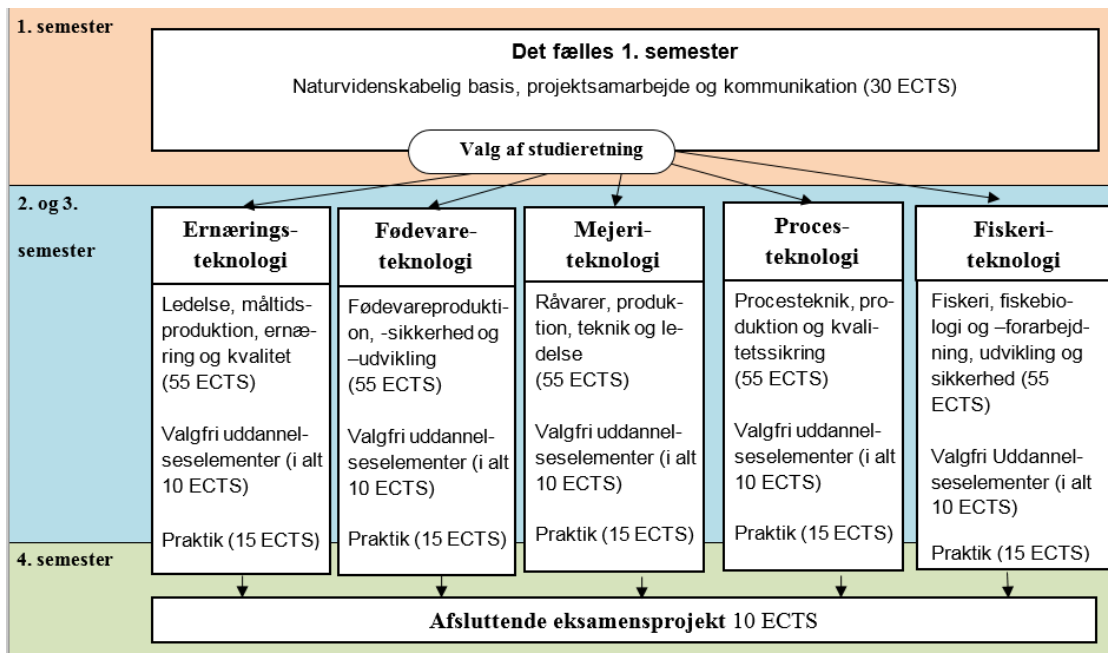 1. semester
Det fælles 1. semester
Naturvidenskabelig basis, projektsamarbejde og kommunikation (30 ECTS)
Valg af studieretning
2. og 3.
semester
Ernærings-
teknologi
Ledelse, måltids-
produktion, ernæ-
ring og kvalitet
(55 ECTS)
Valgfri uddannel-
seselementer (i alt
10 ECTS)
Praktik (15 ECTS)
Fødevare-
teknologi
Fødevareprodukti-
on, -sikkerhed og
–udvikling
(55 ECTS)
Valgfri uddannel-
seselementer (i alt
10 ECTS)
Praktik (15 ECTS)
Mejeri-
teknologi
Råvarer, produk-
tion, teknik og le-
delse
(55 ECTS)
Valgfri uddannel-
seselementer (i alt
10 ECTS)
Praktik (15 ECTS)
Proces-
teknologi
Procesteknik, pro-
duktion og kvali-
tetssikring
(55 ECTS)
Valgfri uddannel-
seselementer (i alt
10 ECTS)
Praktik (15 ECTS)
Fiskeri-
teknologi
Fiskeri, fiskebio-
logi og –forarbejd-
ning, udvikling og
sikkerhed (55
ECTS)
Valgfri Uddannel-
seselementer (i alt
10 ECTS)
Praktik (15 ECTS)
4. semester
Afsluttende eksamensprojekt 10 ECTS